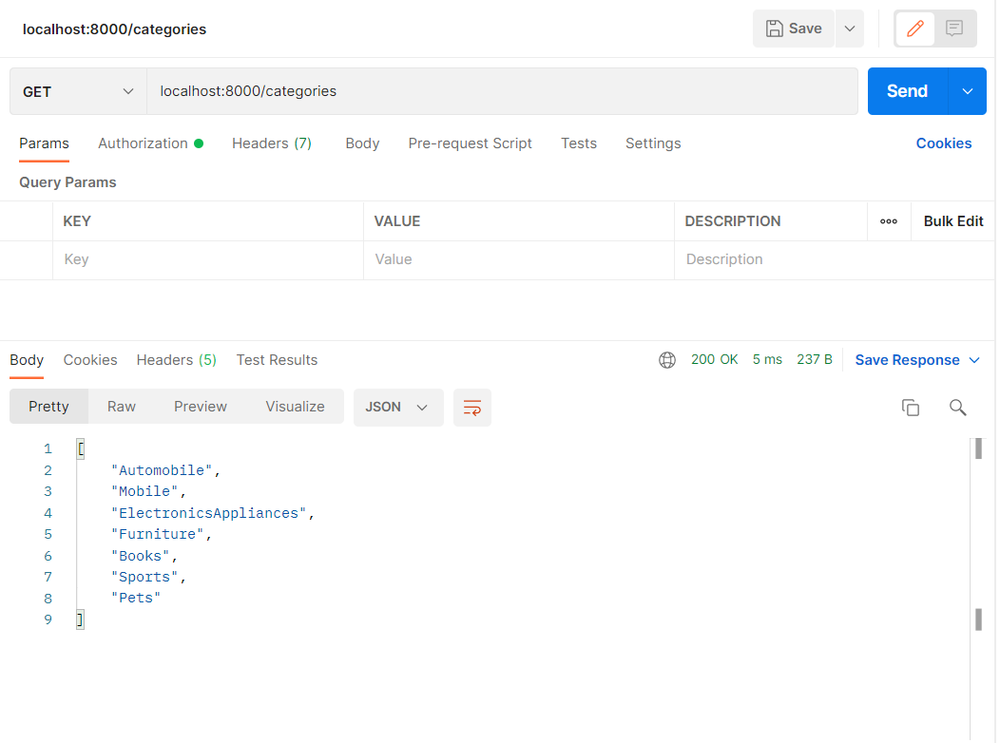 localhost:8000/categories
Save
GET
localhost:8000/categories
Send
Params Authorization Headers (7) Body Pre-request Script Tests Settings Cookies
Query Params
KEY VALUE DESCRIPTION Bulk Edit
Key Value Description
Body Cookies Headers (5) Test Results 200 OK 5 ms 237 B Save Response
Pretty Raw Preview Visualize JSON
1 [
2 "Automobile",
3 "Mobile",
4 "ElectronicsAppliances",
5 "Furniture",
6 "Books",
7 "Sports",
8 "Pets"
9 ]